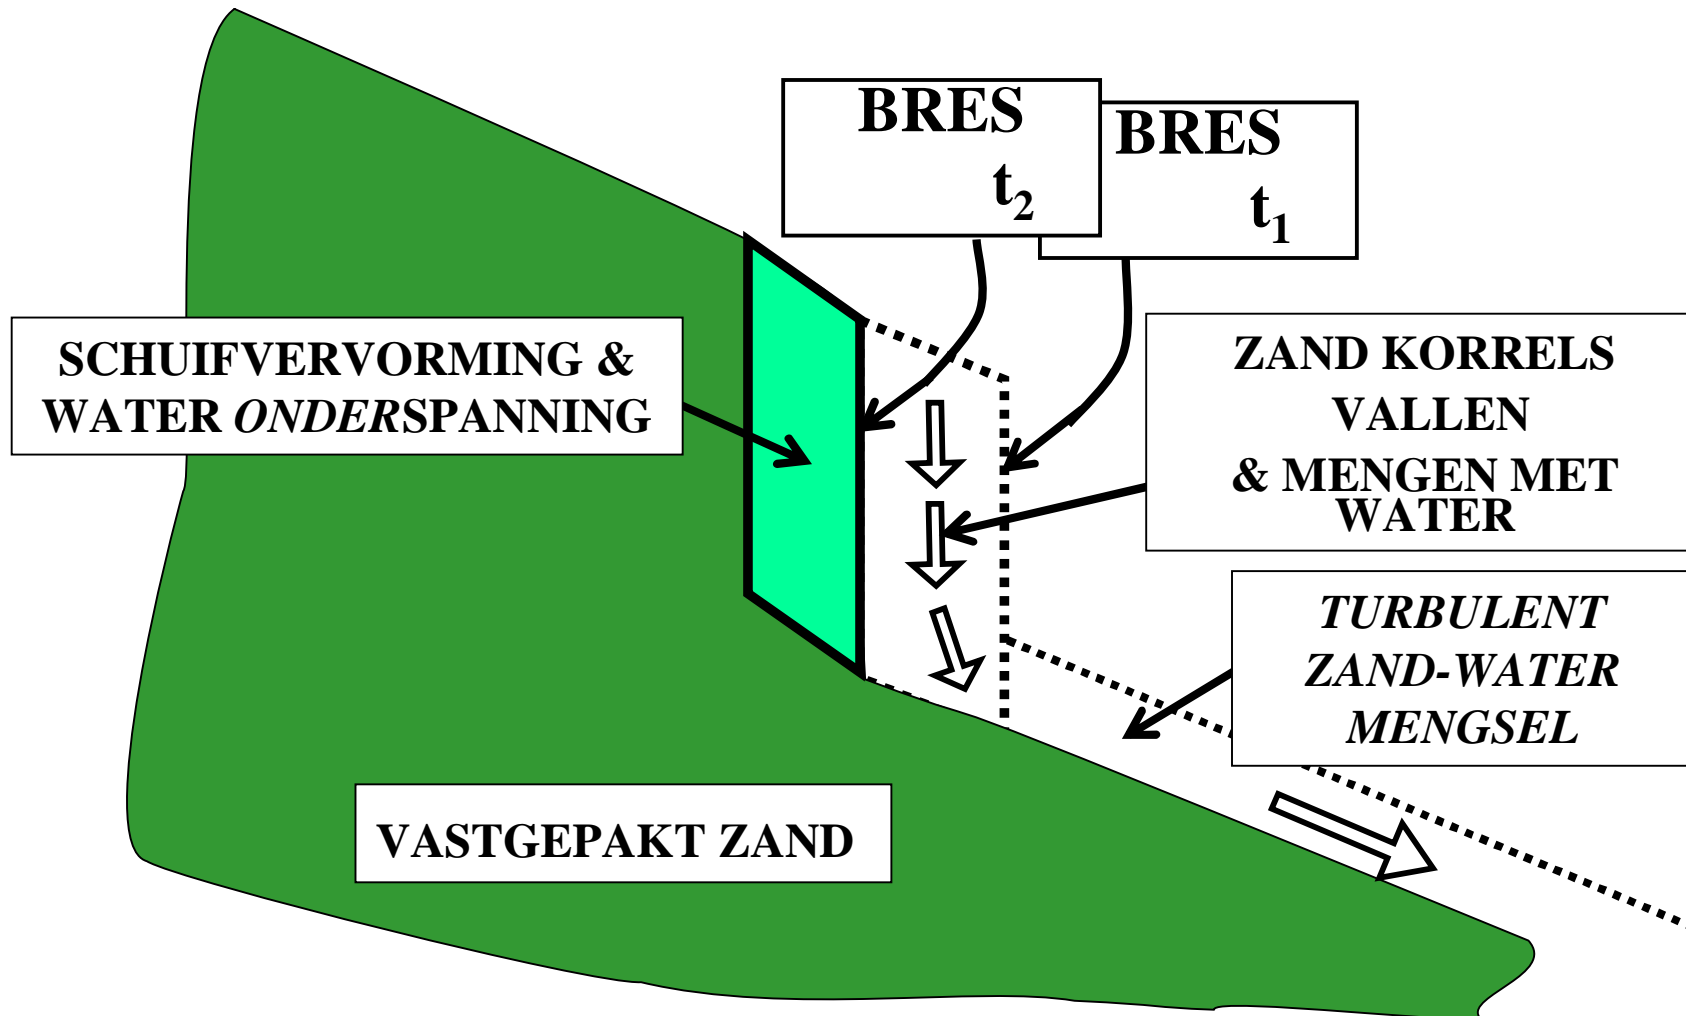 BRES
t₂
BRES
t₁
SCHUIFVERVORMING &
WATER ONDERSPANNING
ZAND KORRELS
VALLEN
& MENGEN MET
WATER
TURBULENT
ZAND-WATER
MENGSEL
VASTGEPAKT ZAND